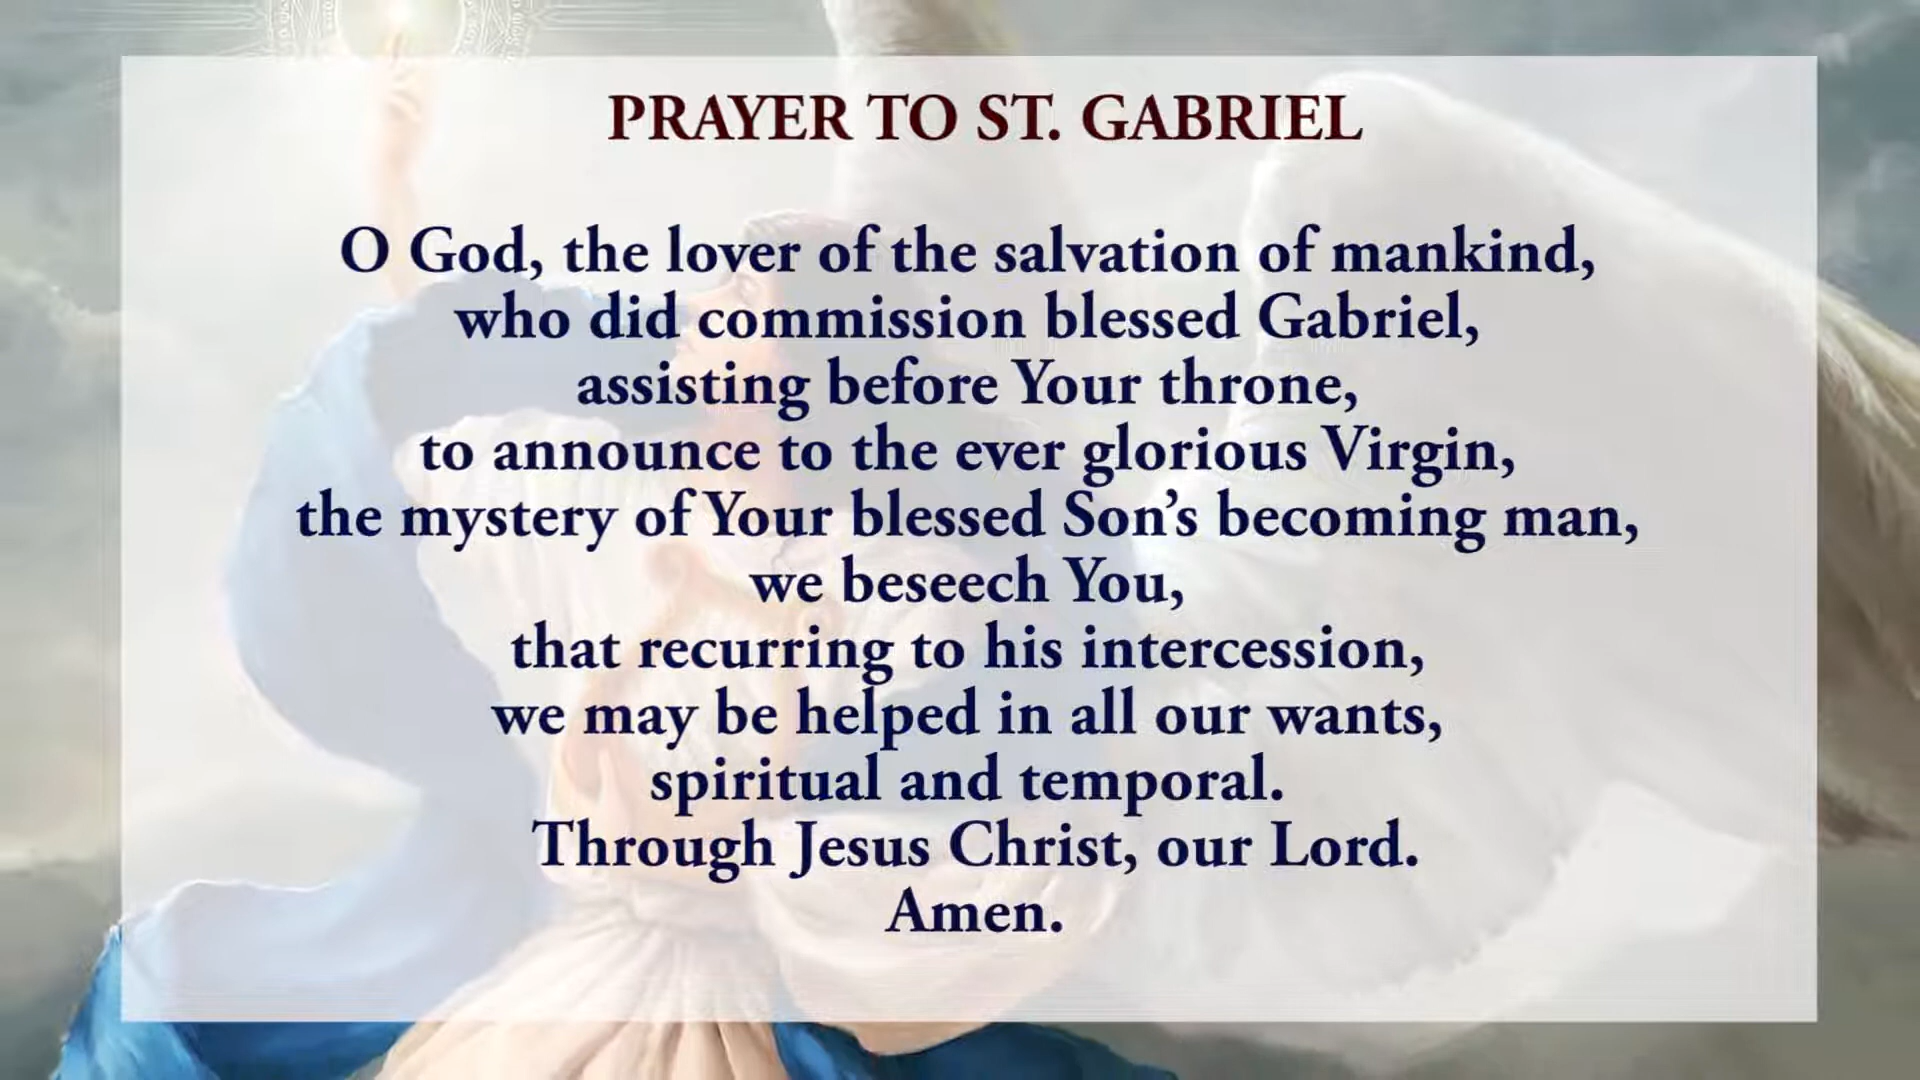 PRAYER TO ST. GABRIEL
O God, the lover of the salvation of mankind,
who did commission blessed Gabriel,
assisting before Your throne,
to announce to the ever glorious Virgin,
the mystery of Your blessed Son’s becoming man,
we beseech You,
that recurring to his intercession,
we may be helped in all our wants,
spiritual and temporal.
Through Jesus Christ, our Lord.
Amen.